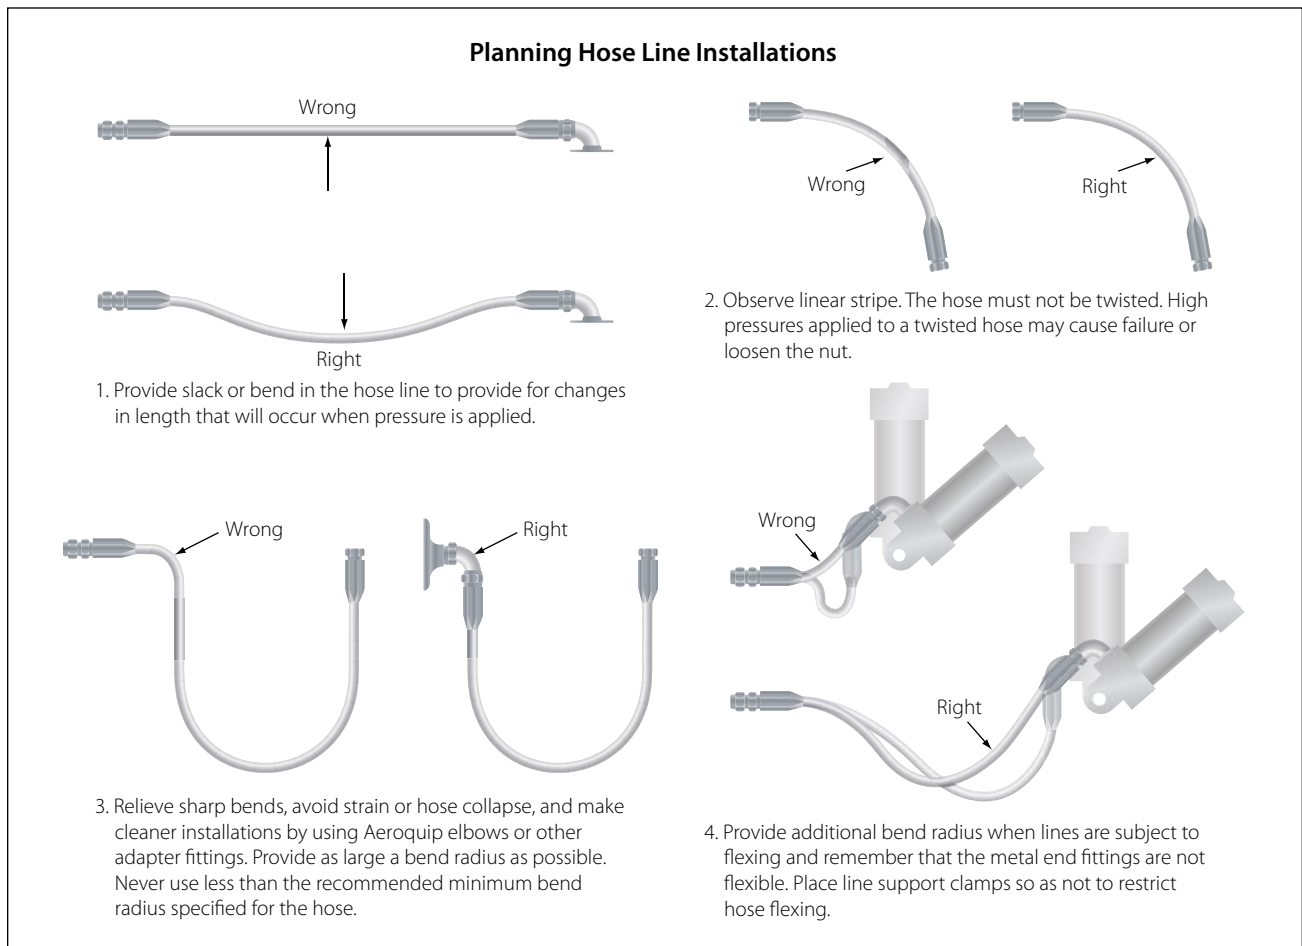 Planning Hose Line Installations
Wrong
Right
1. Provide slack or bend in the hose line to provide for changes
in length that will occur when pressure is applied.
Wrong
Right
2. Observe linear stripe. The hose must not be twisted. High
pressures applied to a twisted hose may cause failure or
loosen the nut.
Wrong
Right
3. Relieve sharp bends, avoid strain or hose collapse, and make
cleaner installations by using Aeroquip elbows or other
adapter fittings. Provide as large a bend radius as possible.
Never use less than the recommended minimum bend
radius specified for the hose.
Wrong
Right
4. Provide additional bend radius when lines are subject to
flexing and remember that the metal end fittings are not
flexible. Place line support clamps so as not to restrict
hose flexing.